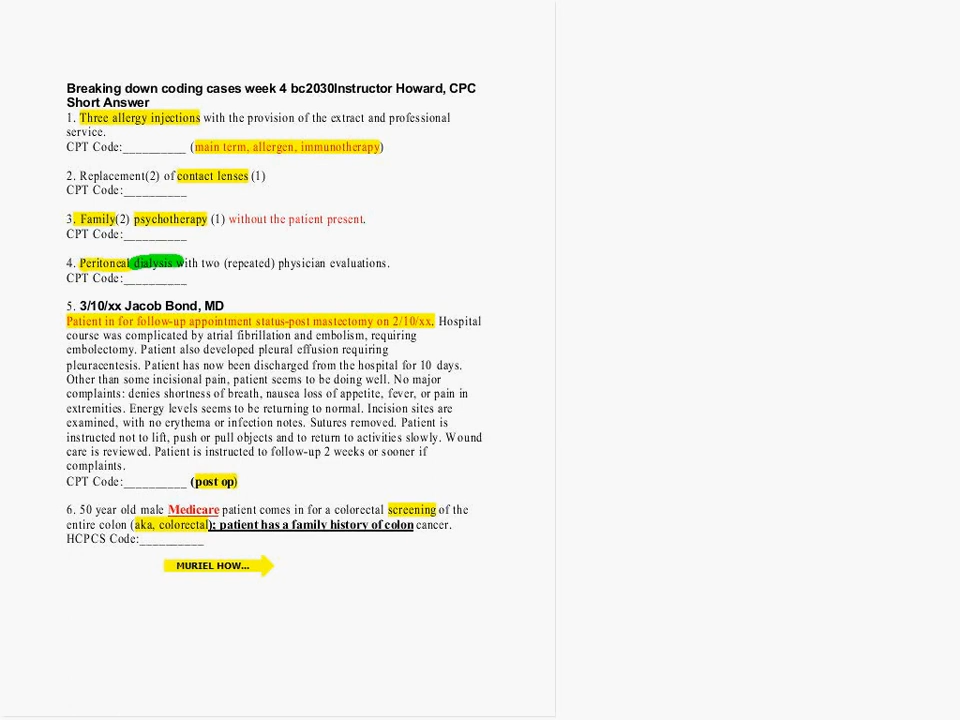 Breaking down coding cases week 4 bc2030Instructor Howard, CPC
Short Answer
1. Three allergy injections with the provision of the extract and professional
service.
CPT Code:__________ (main term, allergen, immunotherapy)
2. Replacement(2) of contact lenses (1)
CPT Code:__________
3. Family(2) psychotherapy (1) without the patient present.
CPT Code:__________
4. Peritoneal dialysis with two (repeated) physician evaluations.
CPT Code:__________
5. 3/10/xx Jacob Bond, MD
Patient in for follow-up appointment status-post mastectomy on 2/10/xx. Hospital
course was complicated by atrial fibrillation and embolism, requiring
embolectomy. Patient also developed pleural effusion requiring
pleuracentesis. Patient has now been discharged from the hospital for 10 days.
Other than some incisional pain, patient seems to be doing well. No major
complaints: denies shortness of breath, nausea loss of appetite, fever, or pain in
extremities. Energy levels seems to be returning to normal. Incision sites are
examined, with no erythema or infection notes. Sutures removed. Patient is
instructed not to lift, push or pull objects and to return to activities slowly. Wound
care is reviewed. Patient is instructed to follow-up 2 weeks or sooner if
complaints.
CPT Code:__________ (post op)
6. 50 year old male Medicare patient comes in for a colorectal screening of the
entire colon (aka, colorectal); patient has a family history of colon cancer.
HCPCS Code:__________
MURIEL HOW...